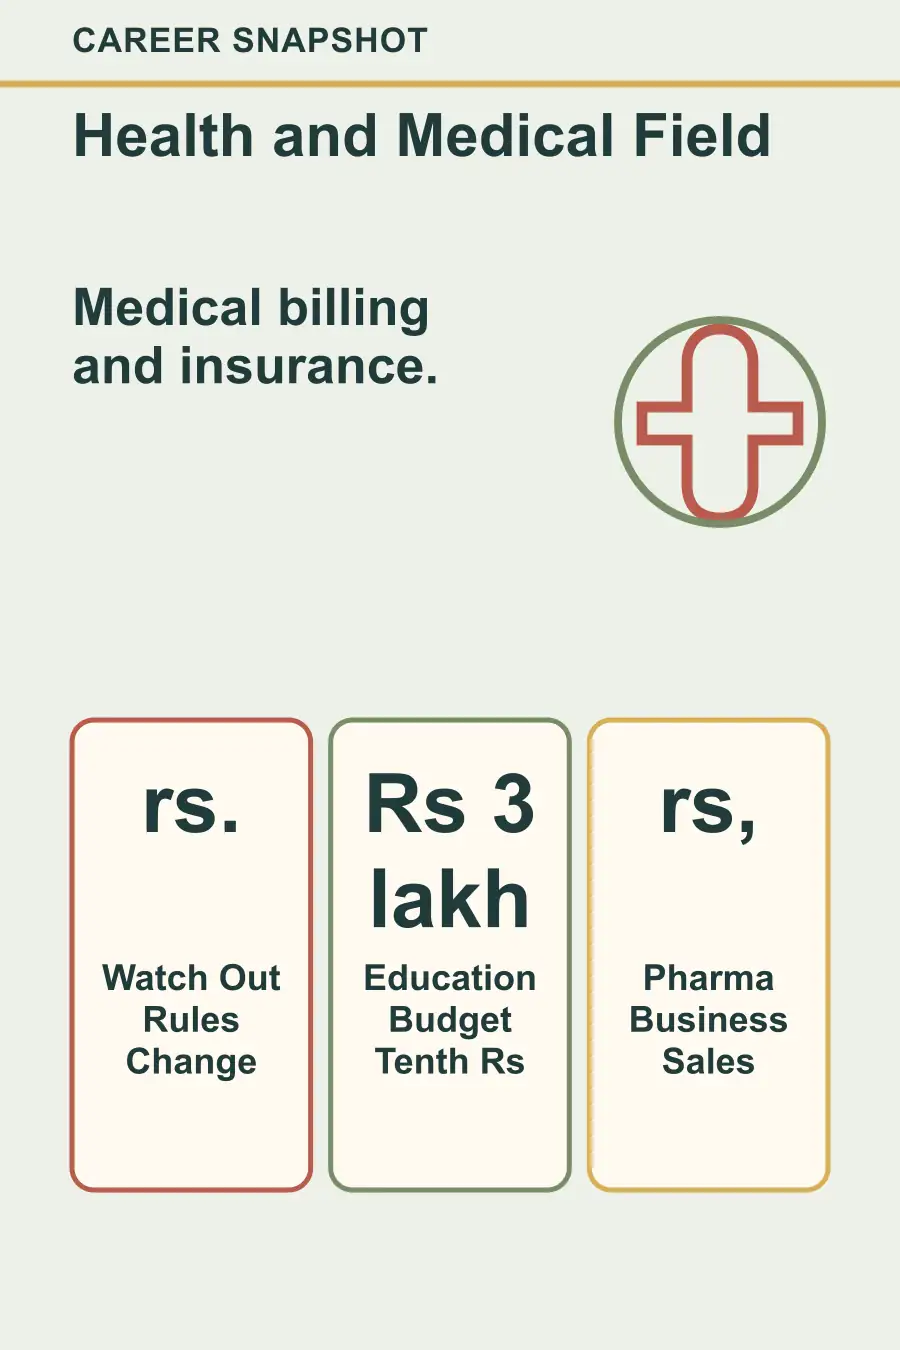 CAREER SNAPSHOT
Health and Medical Field
Medical billing
and insurance.
rs.
Watch Out
Rules
Change
Rs 3
lakh
Education
Budget
Tenth Rs
rs,
Pharma
Business
Sales